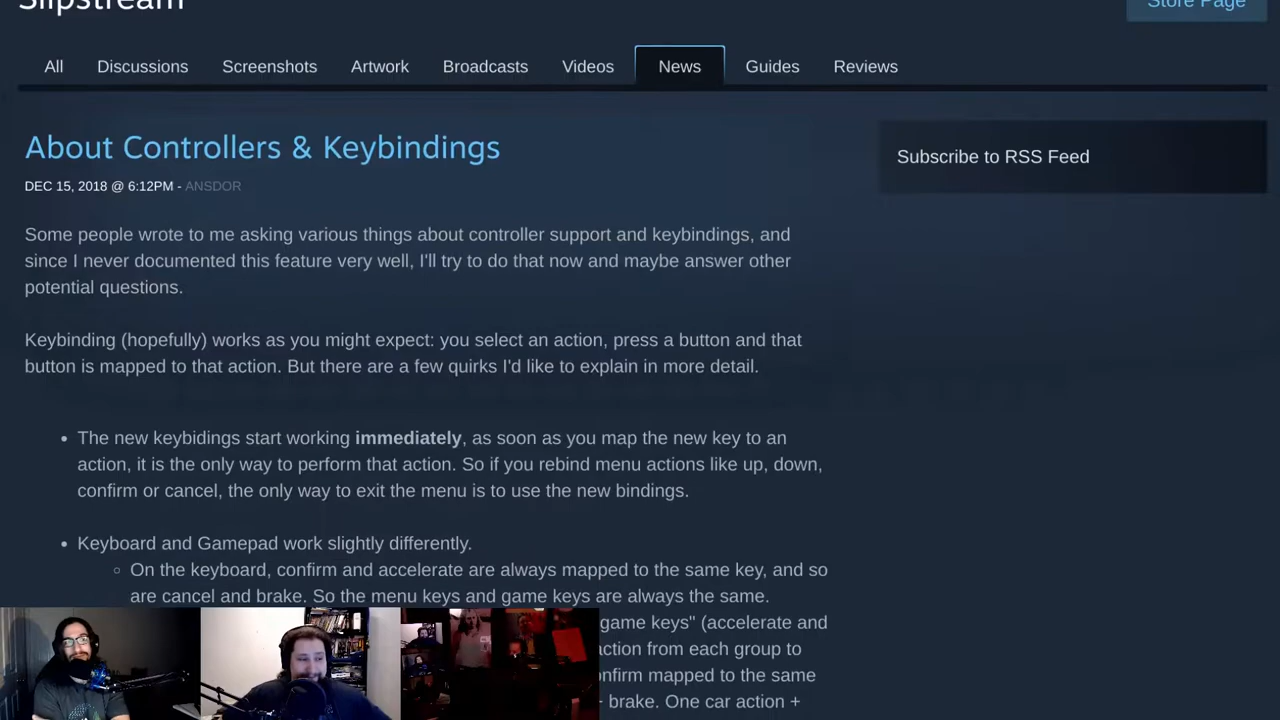 Slipstream
Store Page
All Discussions Screenshots Artwork Broadcasts Videos News Guides Reviews
About Controllers & Keybindings
Subscribe to RSS Feed
DEC 15, 2018 @ 6:12PM - ANSDOR
Some people wrote to me asking various things about controller support and keybindings, and
since I never documented this feature very well, I'll try to do that now and maybe answer other
potential questions.
Keybinding (hopefully) works as you might expect: you select an action, press a button and that
button is mapped to that action. But there are a few quirks I'd like to explain in more detail.
• The new keybidings start working immediately, as soon as you map the new key to an
action, it is the only way to perform that action. So if you rebind menu actions like up, down,
confirm or cancel, the only way to exit the menu is to use the new bindings.
• Keyboard and Gamepad work slightly differently.
◦ On the keyboard, confirm and accelerate are always mapped to the same key, and so
are cancel and brake. So the menu keys and game keys are always the same.
game keys" (accelerate and
action from each group to
confirm mapped to the same
- brake. One car action +